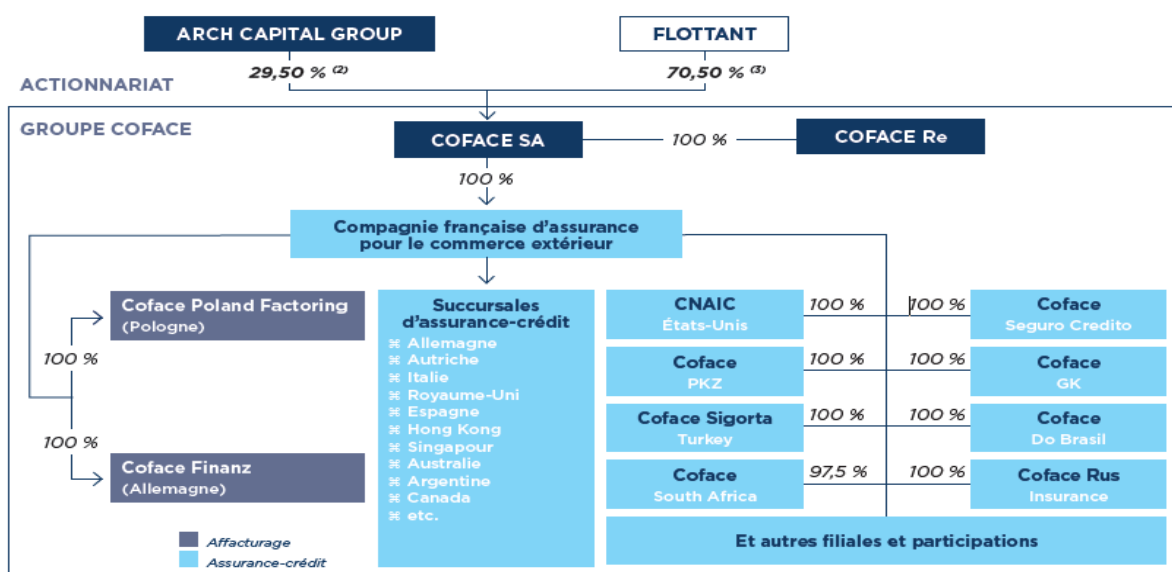 ARCH CAPITAL GROUP
FLOTTANT
29,50 % (2)
70,50 % (3)
ACTIONNARIAT
GROUPE COFACE
COFACE SA
100 %
COFACE Re
100 %
Compagnie française d'assurance
pour le commerce extérieur
Coface Poland Factoring
(Pologne)
100 %
100 %
Coface Finanz
(Allemagne)
Succursales
d'assurance-crédit
⌘ Allemagne
⌘ Autriche
⌘ Italie
⌘ Royaume-Uni
⌘ Espagne
⌘ Hong Kong
⌘ Singapour
⌘ Australie
⌘ Argentine
⌘ Canada
⌘ etc.
CNAIC
États-Unis
100 %
100 %
Coface
Seguro Credito
Coface
PKZ
100 %
100 %
Coface
GK
Coface Sigorta
Turkey
100 %
100 %
Coface
Do Brasil
Coface
South Africa
97,5 %
100 %
Coface Rus
Insurance
Et autres filiales et participations
Affacturage
Assurance-crédit